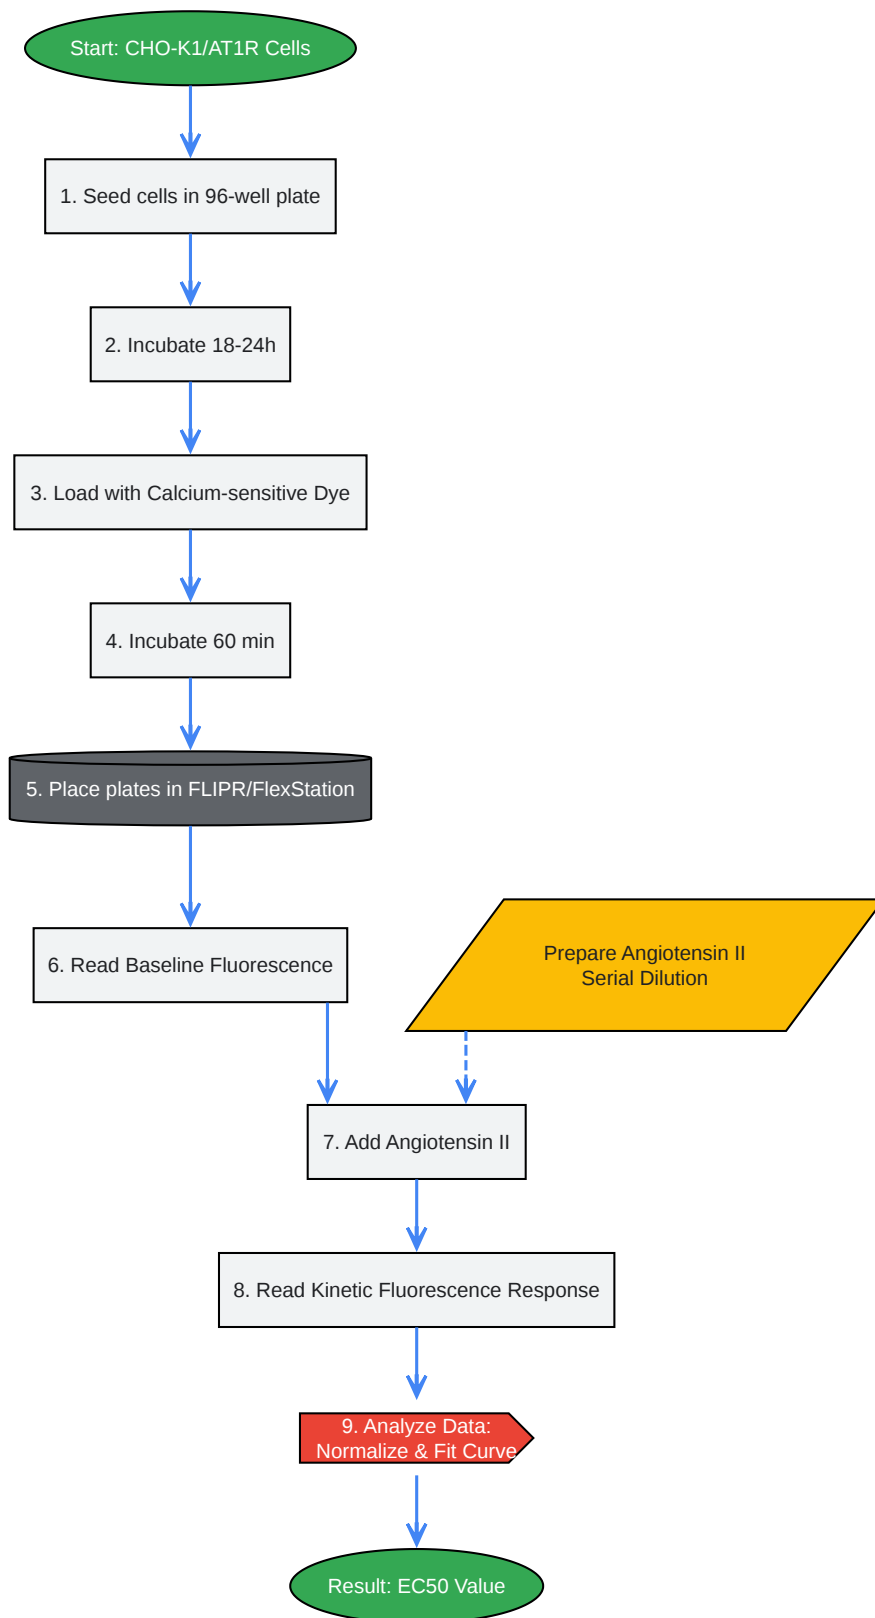 Start: CHO-K1/AT1R Cells
1. Seed cells in 96-well plate
2. Incubate 18-24h
3. Load with Calcium-sensitive Dye
4. Incubate 60 min
5. Place plates in FLIPR/FlexStation
6. Read Baseline Fluorescence
Prepare Angiotensin II
Serial Dilution
7. Add Angiotensin II
8. Read Kinetic Fluorescence Response
9. Analyze Data:
Normalize & Fit Curve
Result: EC50 Value